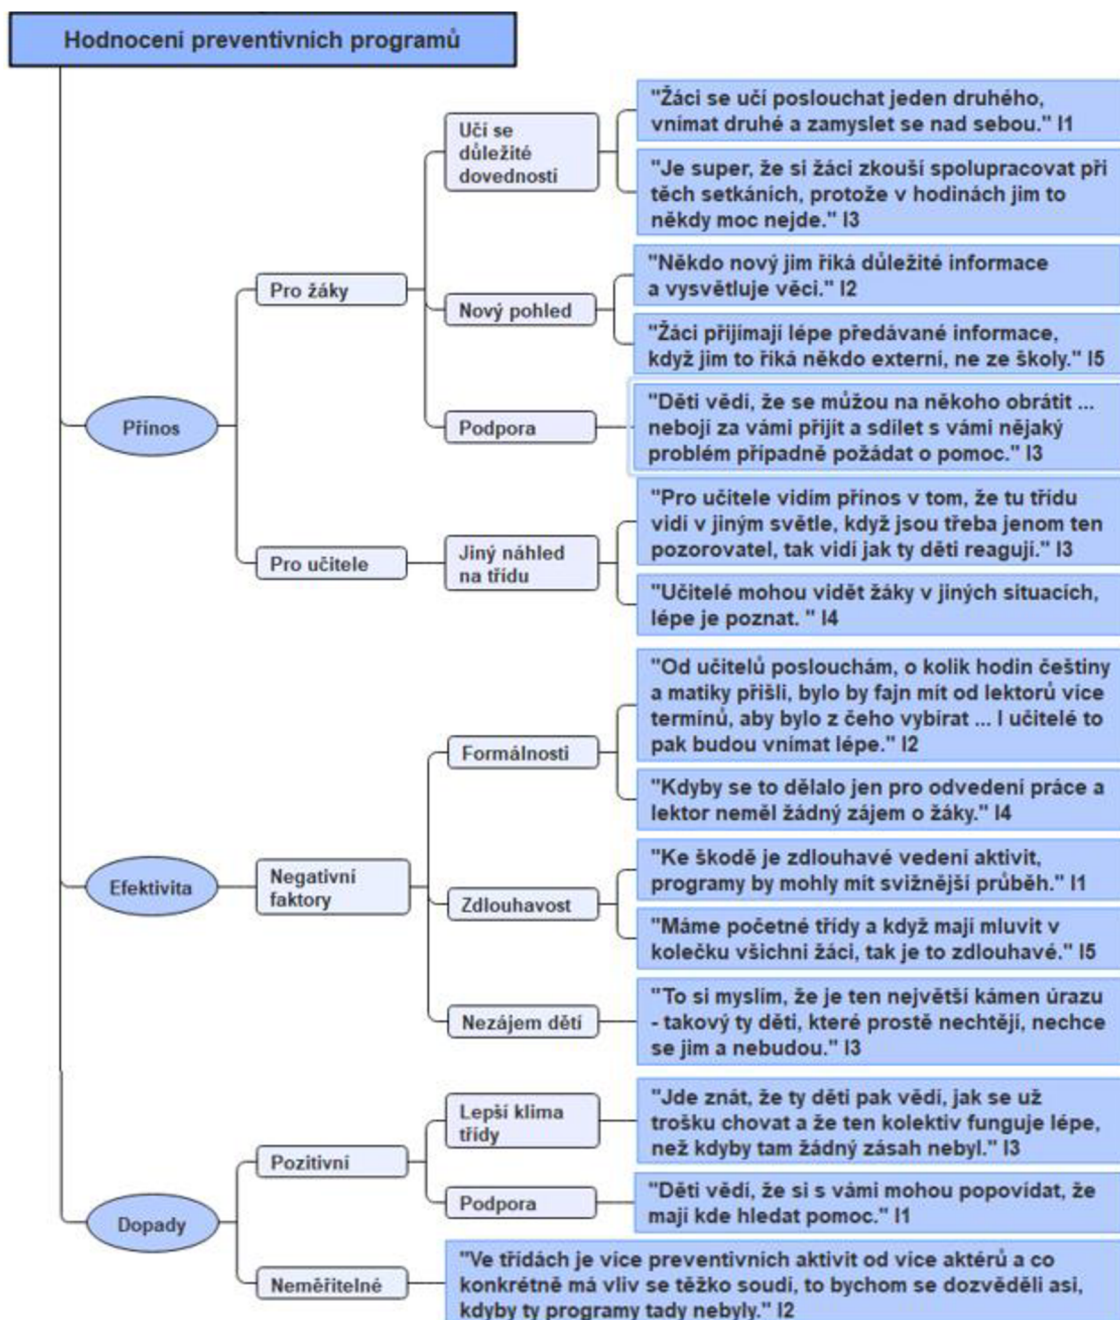 Hodnocení preventivních programů
Přínos
Pro žáky
Učí se
důležité
dovednosti
"Žáci se učí poslouchat jeden druhého,
vnímat druhé a zamyslet se nad sebou." I1
"Je super, že si žáci zkouší spolupracovat při
těch setkáních, protože v hodinách jim to
někdy moc nejde." I3
Nový pohled
"Někdo nový jim říká důležité informace
a vysvětluje věci." I2
"Žáci přijímají lépe předávané informace,
když jim to říká někdo externí, ne ze školy." I5
Podpora
"Děti vědí, že se můžou na někoho obrátit ...
nebojí za vámi přijít a sdílet s vámi nějaký
problém případně požádat o pomoc." I3
Pro učitele
Jiný náhled
na třídu
"Pro učitele vidím přínos v tom, že tu třídu
vidí v jiným světle, když jsou třeba jenom ten
pozorovatel, tak vidí jak ty děti reagují." I3
"Učitelé mohou vidět žáky v jiných situacích,
lépe je poznat. " I4
Efektivita
Negativní
faktory
Formálnosti
"Od učitelů poslouchám, o kolik hodin češtiny
a matiky přišli, bylo by fajn mít od lektorů více
termínů, aby bylo z čeho vybírat ... I učitelé to
pak budou vnímat lépe." I2
"Kdyby se to dělalo jen pro odvedení práce a
lektor neměl žádný zájem o žáky." I4
Zdlouhavost
"Ke škodě je zdlouhavé vedení aktivit,
programy by mohly mít svižnější průběh." I1
"Máme početné třídy a když mají mluvit v
kolečku všichni žáci, tak je to zdlouhavé." I5
Nezájem dětí
"To si myslím, že je ten největší kámen úrazu
- takový ty děti, které prostě nechtějí, nechce
se jim a nebudou." I3
Dopady
Pozitivní
Lepší klima
třídy
"Jde znát, že ty děti pak vědí, jak se už
trošku chovat a že ten kolektiv funguje lépe,
než kdyby tam žádný zásah nebyl." I3
Podpora
"Děti vědí, že si s vámi mohou popovídat, že
mají kde hledat pomoc." I1
Neměřitelné
"Ve třídách je více preventivních aktivit od více aktérů a co
konkrétně má vliv se těžko soudí, to bychom se dozvěděli asi,
kdyby ty programy tady nebyly." I2